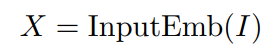 X = InputEmb(I)